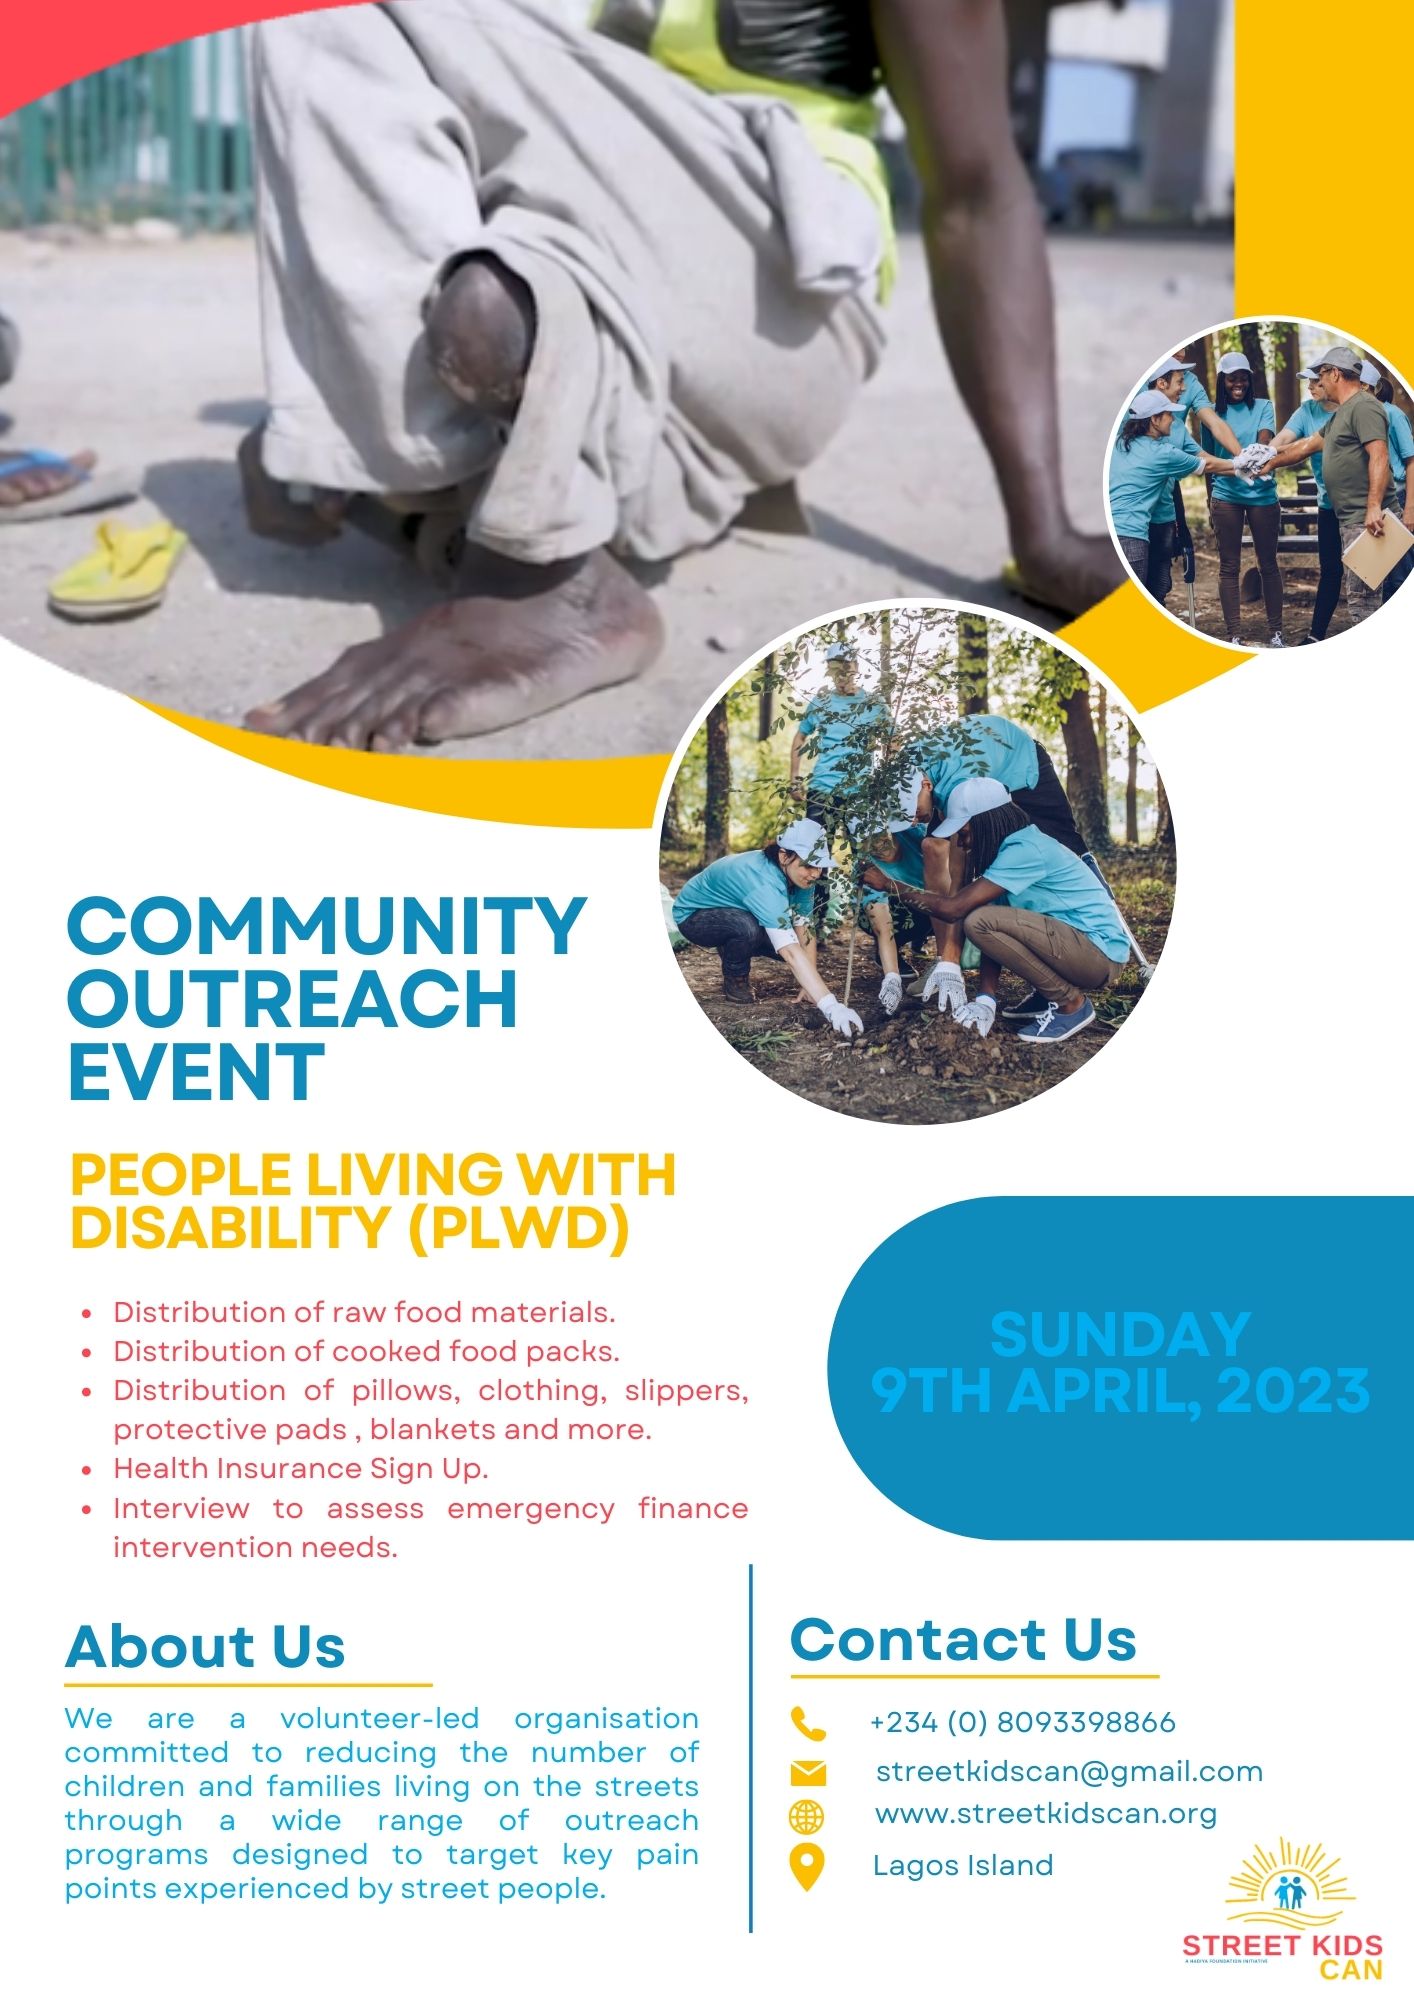 COMMUNITY
OUTREACH
EVENT
PEOPLE LIVING WITH
DISABILITY (PLWD)
• Distribution of raw food materials.
• Distribution of cooked food packs.
• Distribution of pillows, clothing, slippers,
protective pads , blankets and more.
• Health Insurance Sign Up.
• Interview to assess emergency finance
intervention needs.
SUNDAY
9TH APRIL, 2023
About Us
We are a volunteer-led organisation
committed to reducing the number of
children and families living on the streets
through a wide range of outreach
programs designed to target key pain
points experienced by street people.
Contact Us
+234 (0) 8093398866
streetkidscan@gmail.com
www.streetkidscan.org
Lagos Island
STREET KIDS
A HADIYA FOUNDATION INITIATIVE
CAN